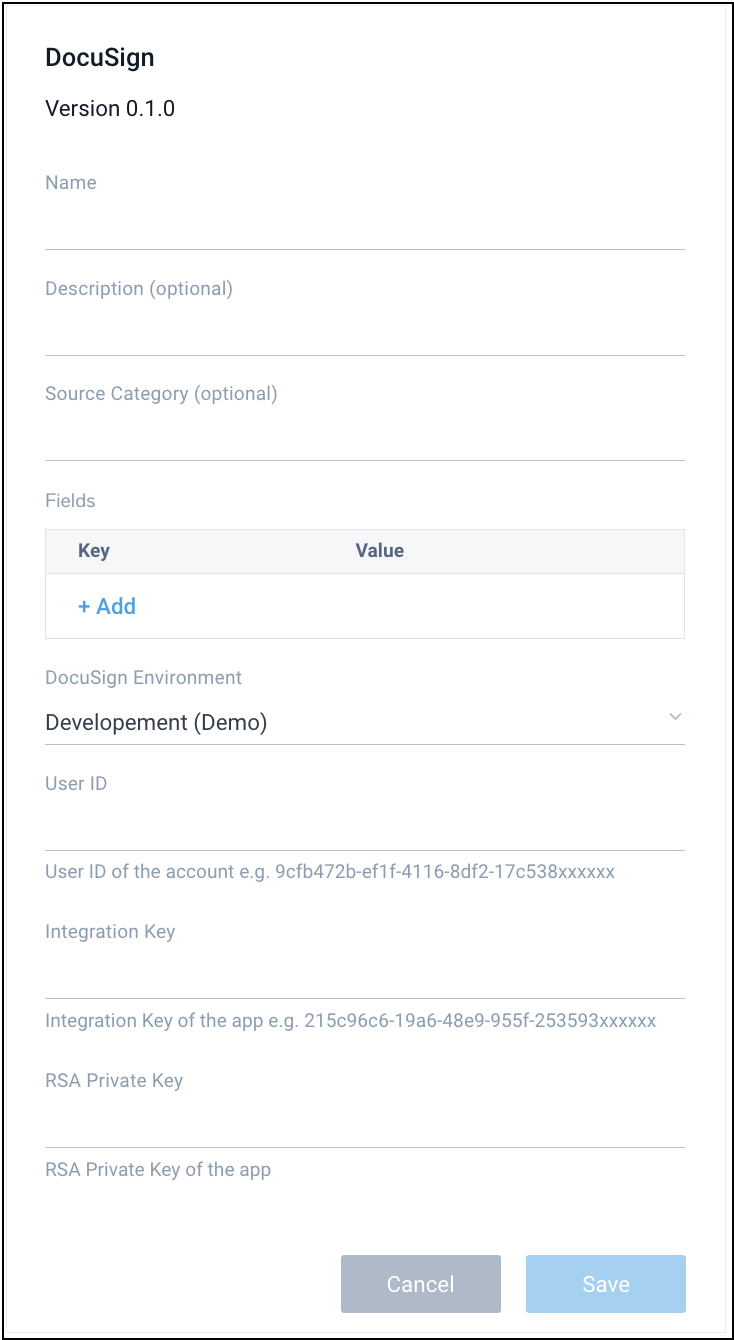 DocuSign
Version 0.1.0
Name
Description (optional)
Source Category (optional)
Fields
Key Value
+ Add
DocuSign Environment
Developement (Demo)
User ID
User ID of the account e.g. 9cfb472b-ef1f-4116-8df2-17c538xxxxxx
Integration Key
Integration Key of the app e.g. 215c96c6-19a6-48e9-955f-253593xxxxxx
RSA Private Key
RSA Private Key of the app
Cancel Save